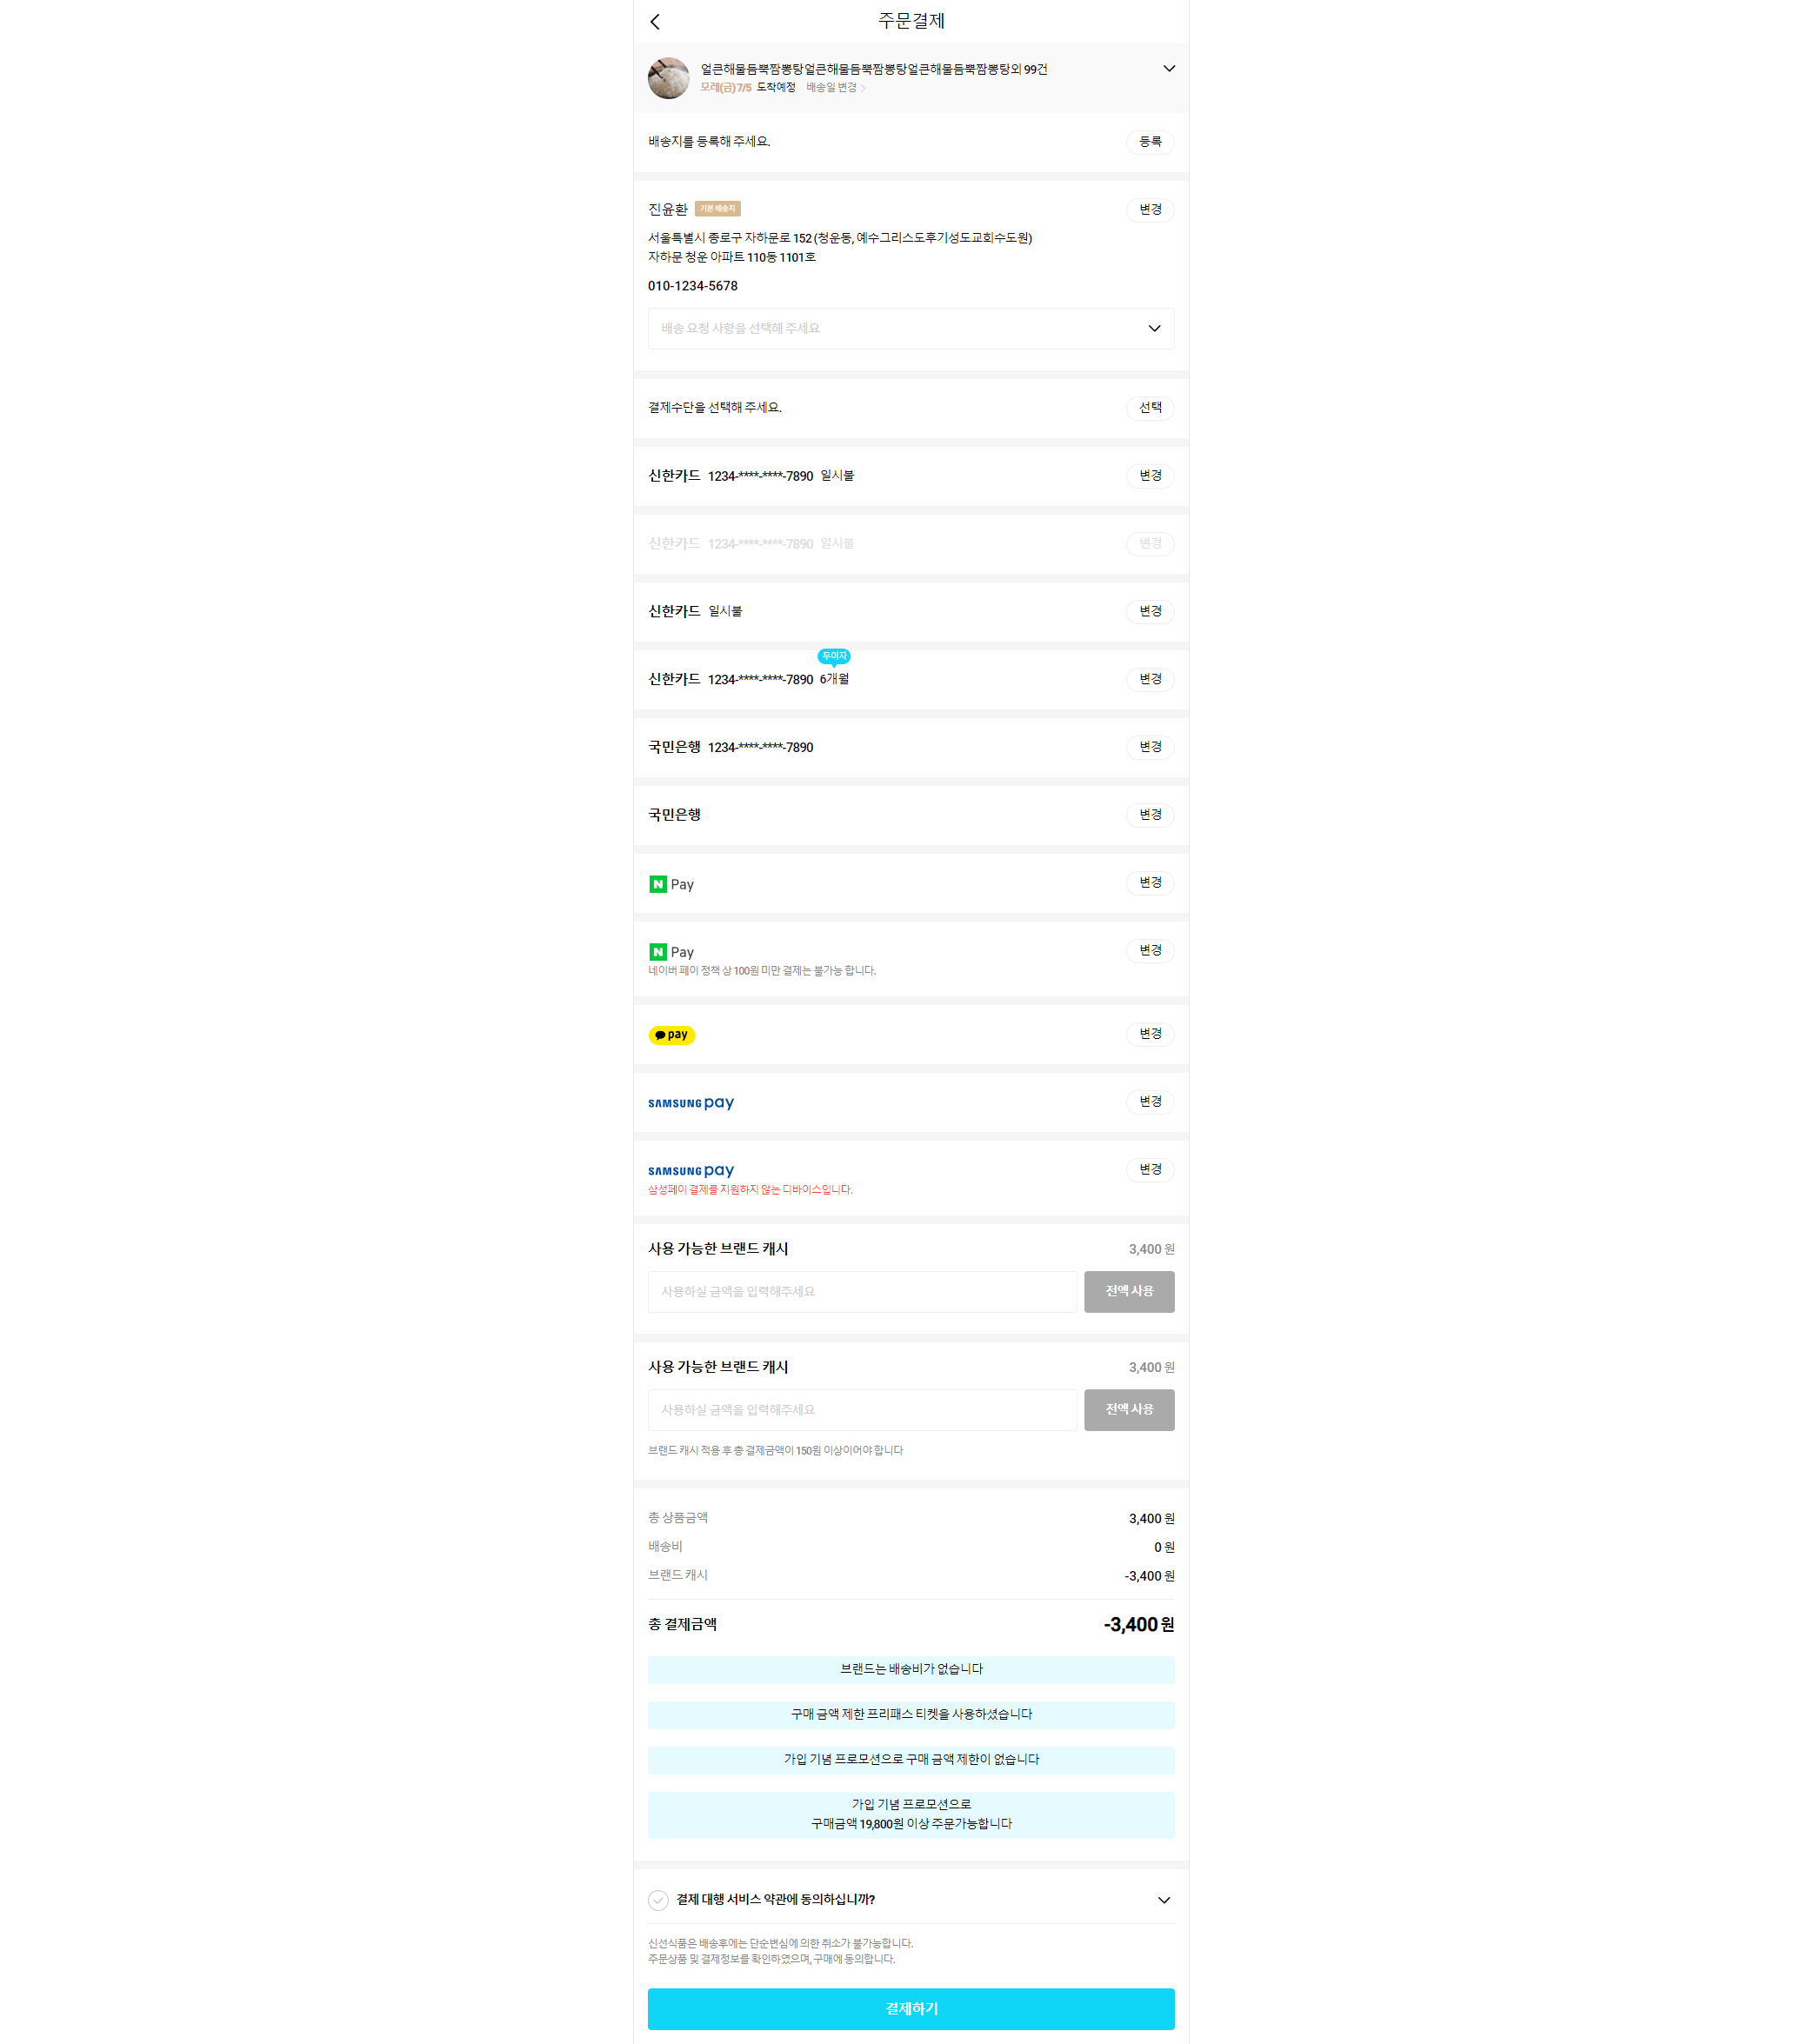 주문결제
얼큰해물듬뿍짬뽕탕얼큰해물듬뿍짬뽕탕얼큰해물듬뿍짬뽕탕외 99건
모레(금)7/5 도착예정 배송일 변경
배송지를 등록해 주세요. 등록
진윤환 기본 배송지 변경
서울특별시 종로구 자하문로 152 (청운동, 예수그리스도후기성도교회수도원)
자하문 청운 아파트 110동 1101호
010-1234-5678
배송 요청 사항을 선택해 주세요
결제수단을 선택해 주세요. 선택
신한카드 1234-****-****-7890 일시불 변경
신한카드 1234-****-****-7890 일시불 변경
신한카드 일시불 변경
무이자
신한카드 1234-****-****-7890 6개월 변경
국민은행 1234-****-****-7890 변경
국민은행 변경
N Pay 변경
N Pay 변경
네이버 페이 정책 상 100원 미만 결제는 불가능 합니다.
pay 변경
SAMSUNG pay 변경
SAMSUNG pay 변경
삼성페이 결제를 지원하지 않는 디바이스입니다.
사용 가능한 브랜드 캐시 3,400 원
사용하실 금액을 입력해주세요 전액 사용
사용 가능한 브랜드 캐시 3,400 원
사용하실 금액을 입력해주세요 전액 사용
브랜드 캐시 적용 후 총 결제금액이 150원 이상이어야 합니다
총 상품금액 3,400 원
배송비 0 원
브랜드 캐시 -3,400 원
총 결제금액 -3,400 원
브랜드는 배송비가 없습니다
구매 금액 제한 프리패스 티켓을 사용하셨습니다
가입 기념 프로모션으로 구매 금액 제한이 없습니다
가입 기념 프로모션으로
구매금액 19,800원 이상 주문가능합니다
결제 대행 서비스 약관에 동의하십니까?
신선식품은 배송후에는 단순변심에 의한 취소가 불가능합니다.
주문상품 및 결제정보를 확인하였으며, 구매에 동의합니다.
결제하기